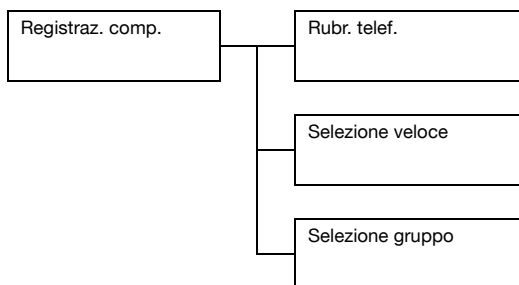 Registraz. comp.
Rubr. telef.
Selezione veloce
Selezione gruppo